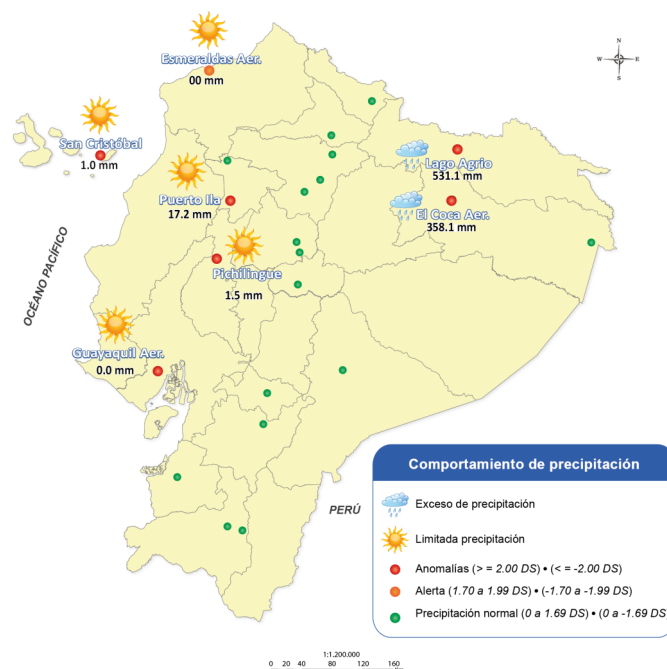 Esmeraldas Aer.
00 mm
N
W E
S
San Cristóbal
1.0 mm
Lago Agrio
531.1 mm
Puerto Ila
17.2 mm
El Coca Aer.
358.1 mm
OCÉANO PACÍFICO
Pichilingue
1.5 mm
Guayaquil Aer.
0.0 mm
PERÚ
Comportamiento de precipitación
Exceso de precipitación
Limitada precipitación
Anomalías (> = 2.00 DS) • (< = -2.00 DS)
Alerta (1.70 a 1.99 DS) • (-1.70 a -1.99 DS)
Precipitación normal (0 a 1.69 DS) • (0 a -1.69 DS)
1:1.200.000
0 20 40 80 120 160